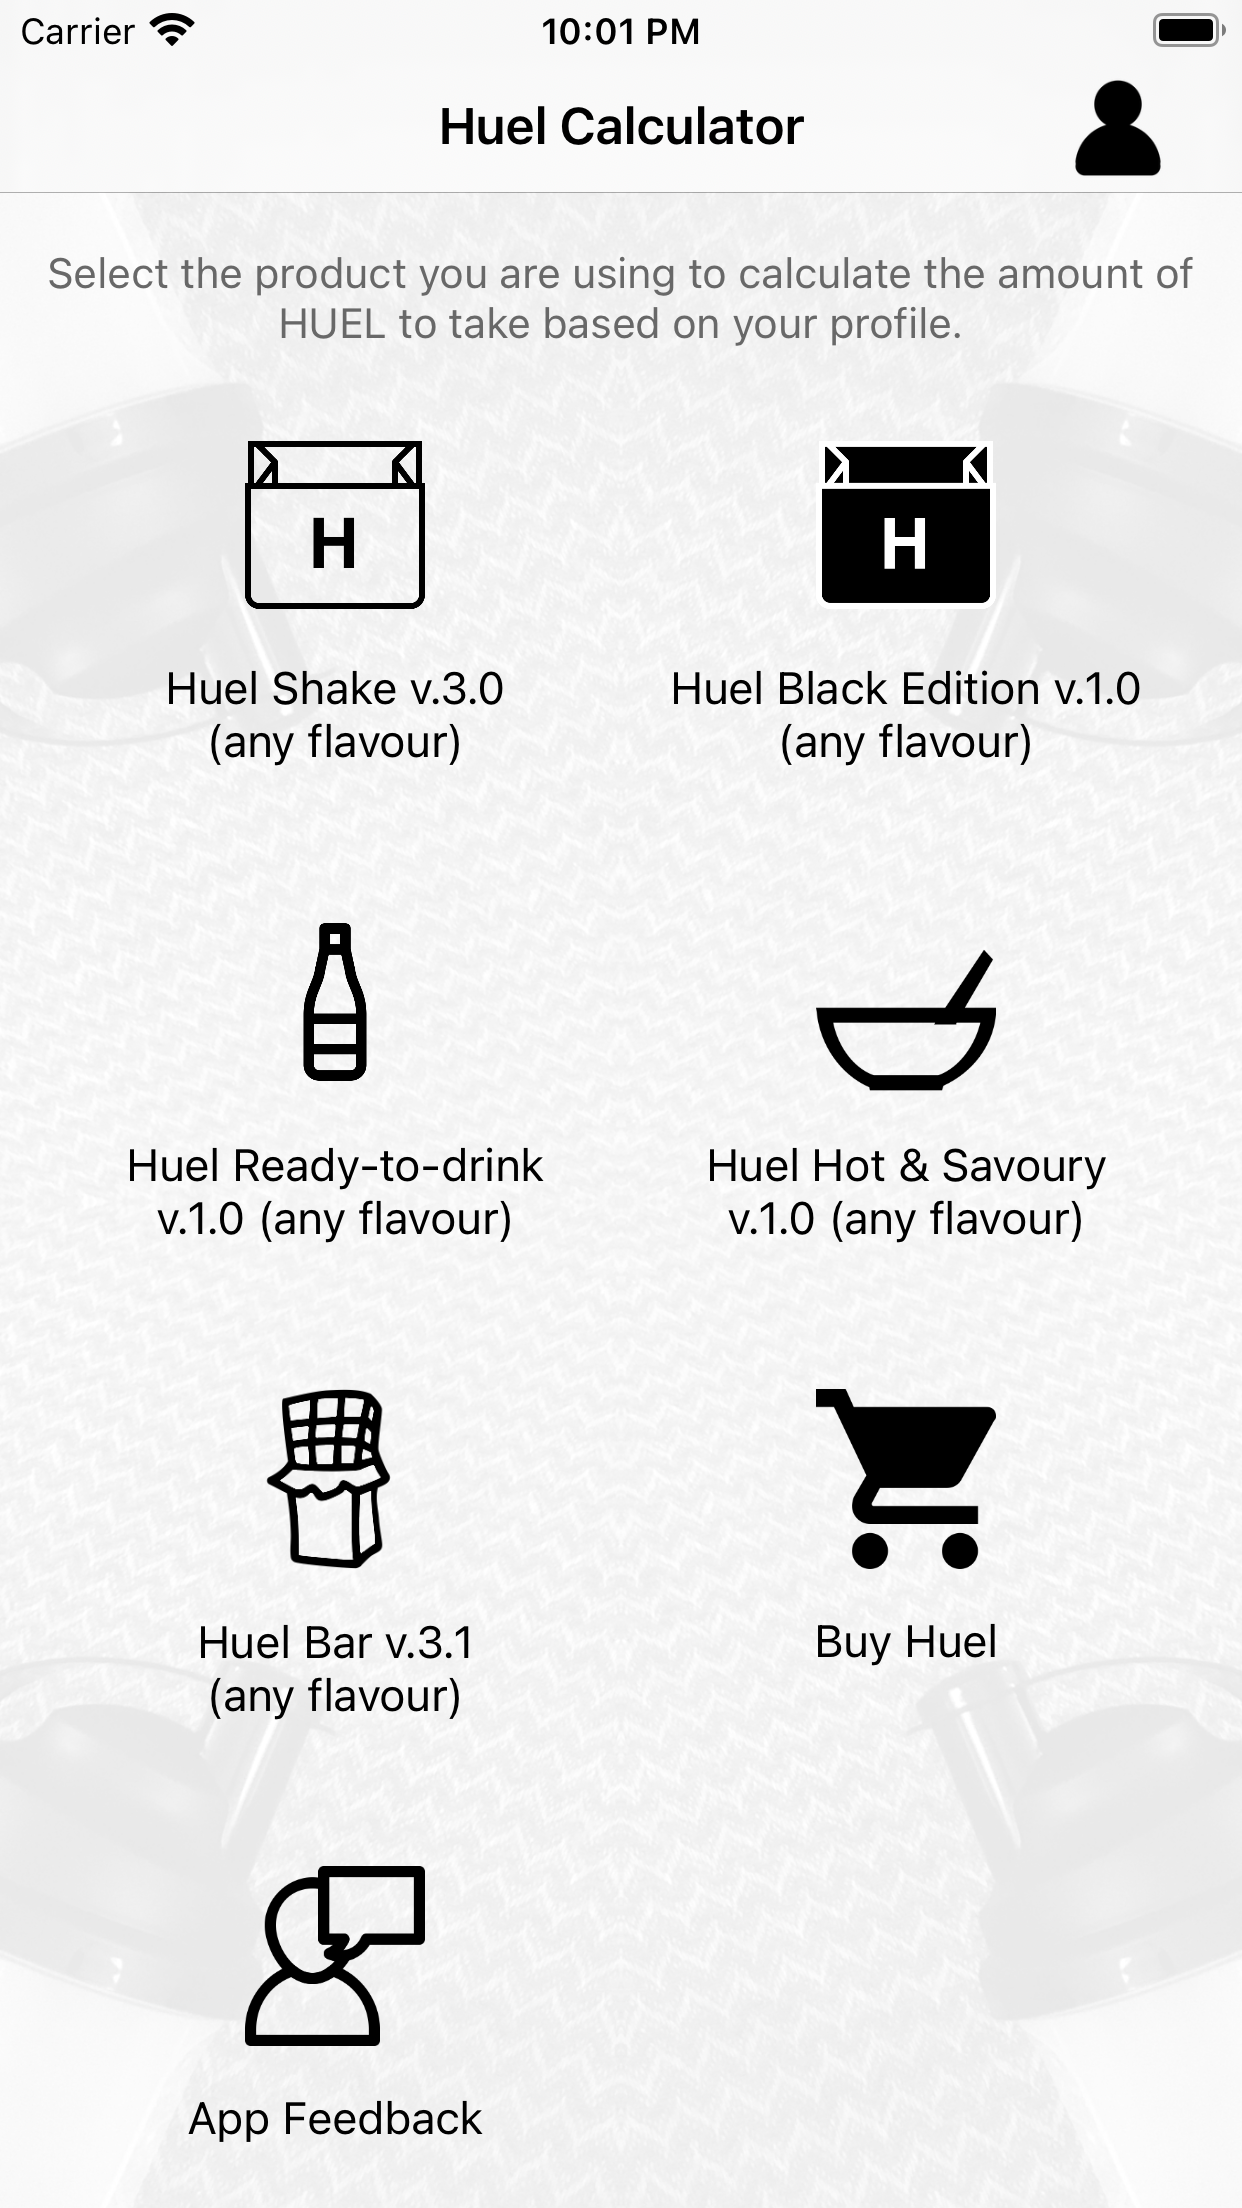 Carrier
10:01 PM
Huel Calculator
Select the product you are using to calculate the amount of
HUEL to take based on your profile.
H
H
Huel Shake v.3.0
(any flavour)
Huel Black Edition v.1.0
(any flavour)
Huel Ready-to-drink
v.1.0 (any flavour)
Huel Hot & Savoury
v.1.0 (any flavour)
Huel Bar v.3.1
(any flavour)
Buy Huel
App Feedback